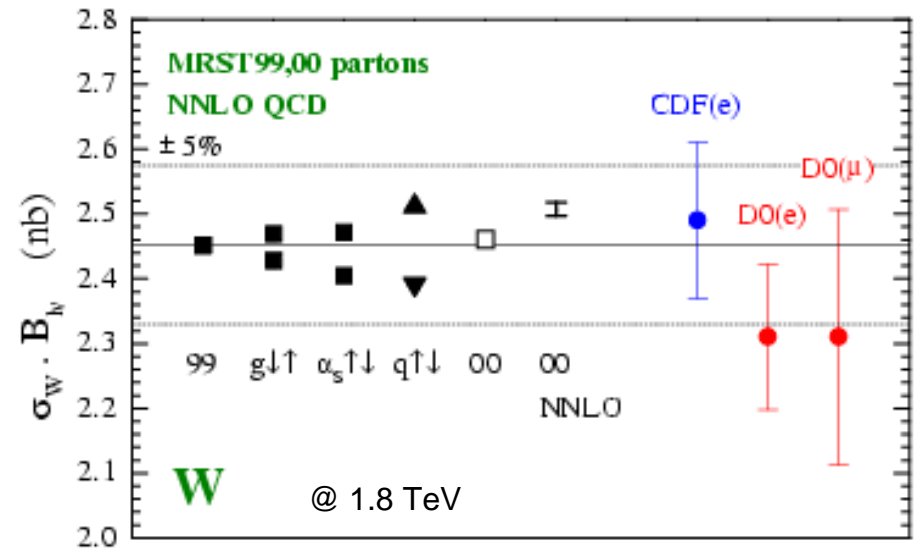 2.8
2.7
2.6
2.5
2.4
2.3
2.2
2.1
2.0
σW · Blν (nb)
MRST99,00 partons
NNLO QCD
± 5%
CDF(e)
D0(e)
D0(μ)
99 g↓↑ αs↑↓ q↑↓ 00 00
NNLO
W @ 1.8 TeV